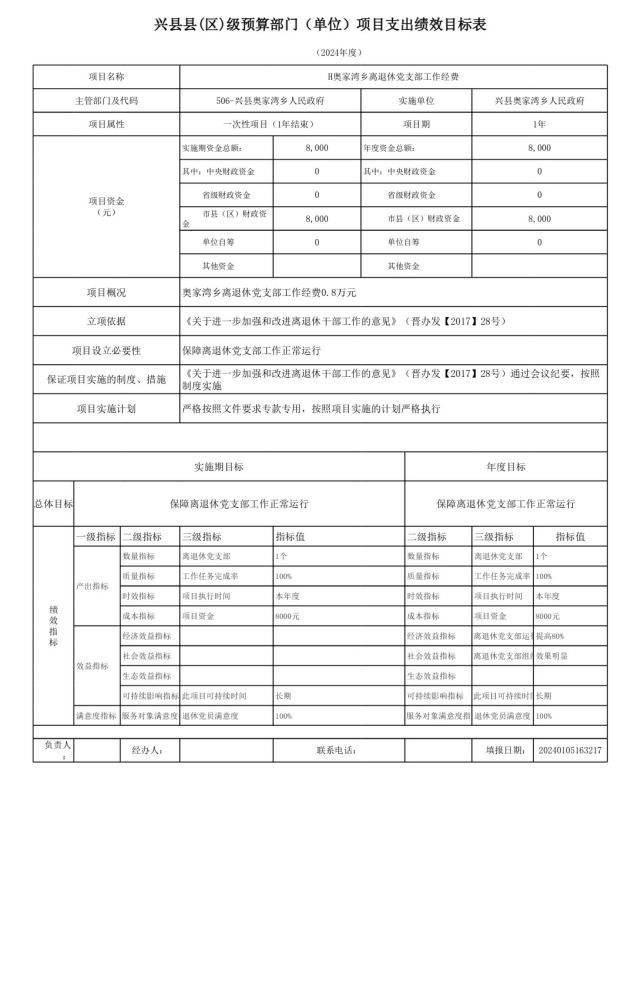 兴县县(区)级预算部门（单位）项目支出绩效目标表
（2024年度）
项目名称 H奥家湾乡离退休党支部工作经费
主管部门及代码 506-兴县奥家湾乡人民政府 实施单位 兴县奥家湾乡人民政府
项目属性 一次性项目（1年结束） 项目期 1年
项目资金
（元）
实施期资金总额： 8,000 年度资金总额： 8,000
其中：中央财政资金 0 其中：中央财政资金 0
省级财政资金 0 省级财政资金 0
市县（区）财政资
金 8,000 市县（区）财政资金 8,000
单位自筹 0 单位自筹 0
其他资金 其他资金
项目概况 奥家湾乡离退休党支部工作经费0.8万元
立项依据 《关于进一步加强和改进离退休干部工作的意见》（晋办发【2017】28号）
项目设立必要性 保障离退休党支部工作正常运行
保证项目实施的制度、措施 《关于进一步加强和改进离退休干部工作的意见》（晋办发【2017】28号）通过会议纪要，按照
制度实施
项目实施计划 严格按照文件要求专款专用，按照项目实施的计划严格执行
实施期目标 年度目标
总体目标 保障离退休党支部工作正常运行 保障离退休党支部工作正常运行
绩效指标
一级指标 二级指标 三级指标 指标值 二级指标 三级指标 指标值
产出指标
数量指标 离退休党支部 1个 数量指标 离退休党支部 1个
质量指标 工作任务完成率 100% 质量指标 工作任务完成率 100%
时效指标 项目执行时间 本年度 时效指标 项目执行时间 本年度
成本指标 项目资金 8000元 成本指标 项目资金 8000元
效益指标
经济效益指标 经济效益指标 离退休党支部运 提高80%
社会效益指标 社会效益指标 离退休党支部组 效果明显
生态效益指标 生态效益指标
可持续影响指标 此项目可持续时间 长期 可持续影响指标 此项目可持续时 长期
满意度指标 服务对象满意度 退休党员满意度 100% 服务对象满意度指 退休党员满意度 100%
负责人
： 经办人： 联系电话： 填报日期： 20240105163217